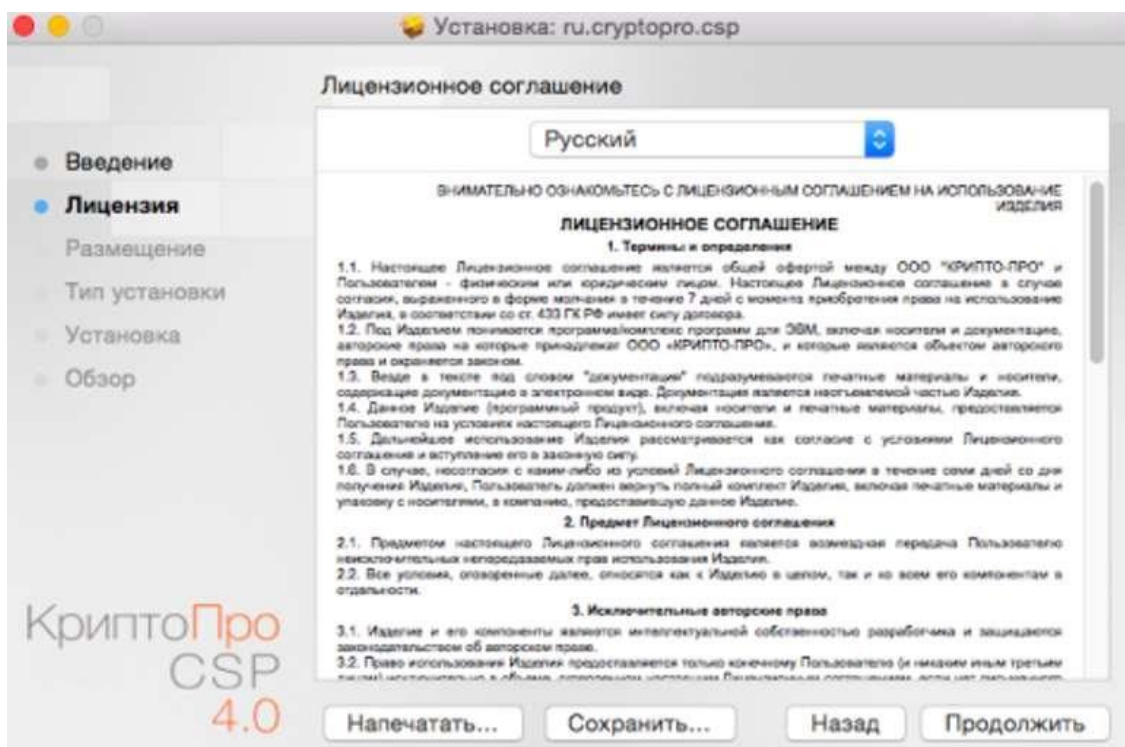 Установка: ru.cryptopro.csp
Лицензионное соглашение
Русский
Введение
Лицензия
Размещение
Тип установки
Установка
Обзор
ВНИМАТЕЛЬНО ОЗНАКОМЬТЕСЬ С ЛИЦЕНЗИОННЫМ СОГЛАШЕНИЕМ НА ИСПОЛЬЗОВАНИЕ
ИЗДЕЛИЯ
ЛИЦЕНЗИОННОЕ СОГЛАШЕНИЕ
1. Термины и определения
1.1. Настоящее Лицензионное соглашение является общей офертой между ООО "КРИПТО-ПРО" и
Пользователем - физическим или юридическим лицом. Настоящее Лицензионное соглашение в случае
согласия, выраженного в форме молчания в течение 7 дней с момента приобретения права на использование
Изделия, в соответствии со ст. 433 ГК РФ имеет силу договора.
1.2. Под Изделием понимается программа/комплекс программ для ЭВМ, включая носители и документацию,
авторские права на которые принадлежат ООО «КРИПТО-ПРО», и которые являются объектом авторского
права и охраняется законом.
1.3. Везде в тексте под словом "документация" подразумеваются печатные материалы и носители,
содержащие документацию в электронном виде. Документация является неотъемлемой частью Изделия.
1.4. Данное Изделие (программный продукт), включая носители и печатные материалы, предоставляется
Пользователю на условиях настоящего Лицензионного соглашения.
1.5. Дальнейшее использование Изделия рассматривается как согласие с условиями Лицензионного
соглашения и вступление его в законную силу.
1.6. В случае, несогласия с каким-либо из условий Лицензионного соглашения в течение семи дней со дня
получения Изделия, Пользователь должен вернуть полный комплект Изделия, включая печатные материалы и
упаковку с носителями, в компанию, предоставившую данное Изделие.
2. Предмет Лицензионного соглашения
2.1. Предметом настоящего Лицензионного соглашения является возмездная передача Пользователю
неисключительных непередаваемых прав использования Изделия.
2.2. Все условия, оговоренные далее, относятся как к Изделию в целом, так и ко всем его компонентам в
отдельности.
3. Исключительные авторские права
3.1. Изделие и его компоненты являются интеллектуальной собственностью разработчика и защищаются
законодательством об авторском праве.
3.2. Право использования Изделия предоставляется только конечному Пользователю (и никаким иным третьим
КриптоПро
CSP
4.0
Напечатать...
Сохранить...
Назад
Продолжить